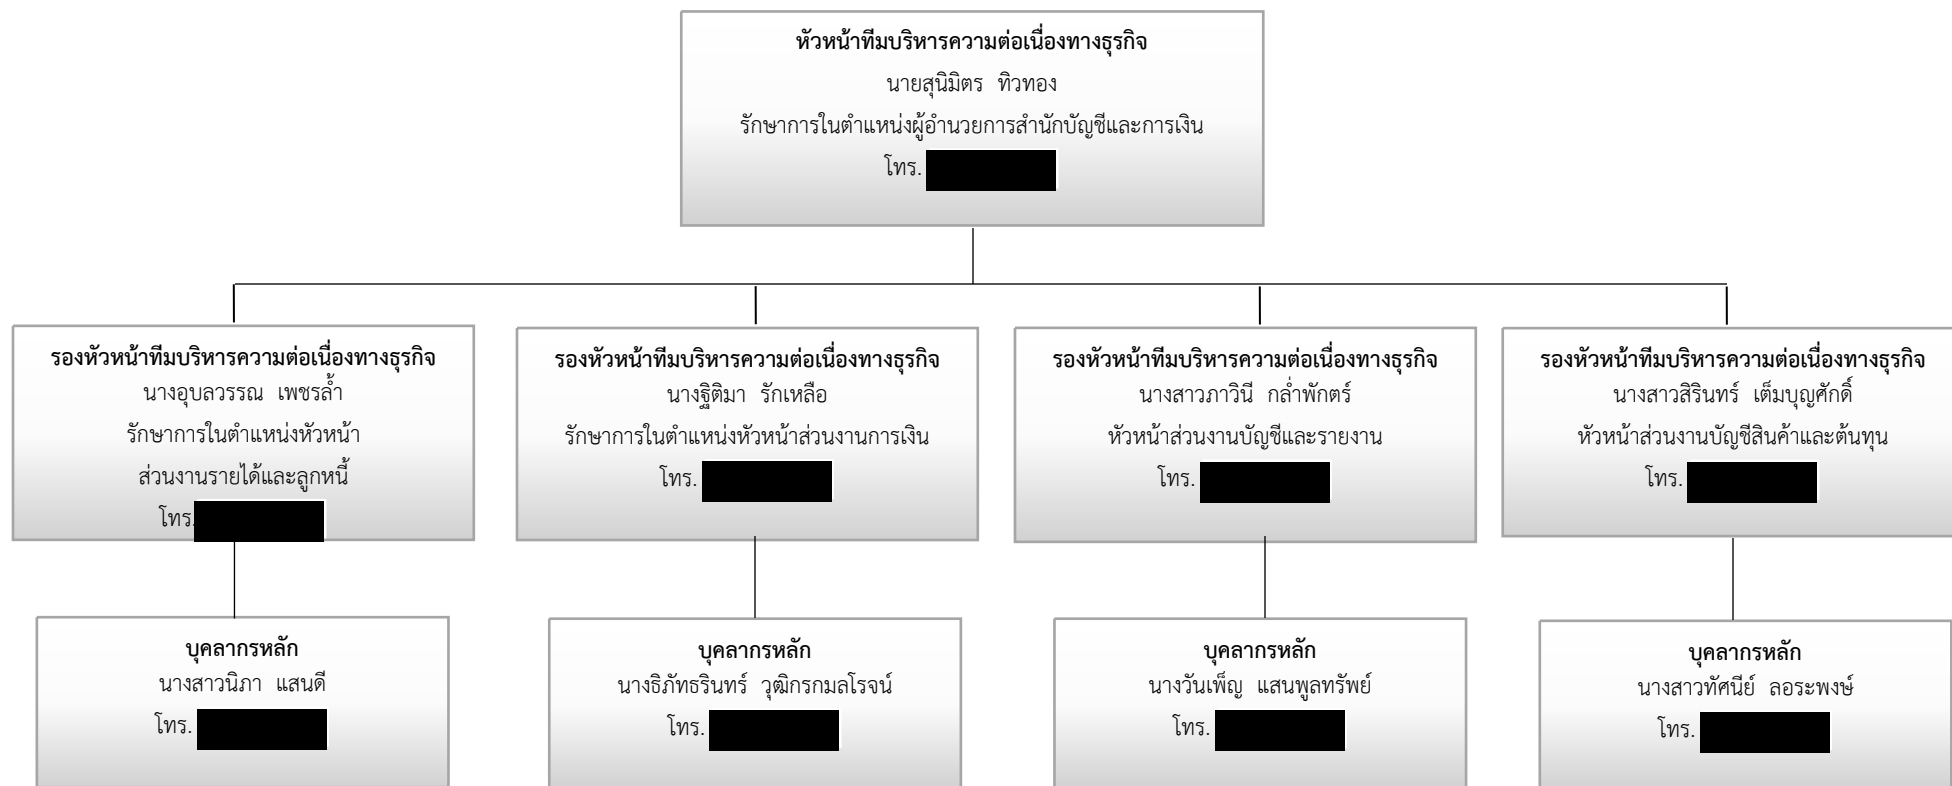 หัวหน้าทีมบริหารความต่อเนื่องทางธุรกิจ
นายสุนิมิตร ทิวทอง
รักษาการในตำแหน่งผู้อำนวยการสำนักบัญชีและการเงิน
โทร.
รองหัวหน้าทีมบริหารความต่อเนื่องทางธุรกิจ
นางอุบลวรรณ เพชรล้ำ
รักษาการในตำแหน่งหัวหน้า
ส่วนงานรายได้และลูกหนี้
โทร.
รองหัวหน้าทีมบริหารความต่อเนื่องทางธุรกิจ
นางฐิติมา รักเหลือ
รักษาการในตำแหน่งหัวหน้าส่วนงานการเงิน
โทร.
รองหัวหน้าทีมบริหารความต่อเนื่องทางธุรกิจ
นางสาวภาวินี กล่ำพักตร์
หัวหน้าส่วนงานบัญชีและรายงาน
โทร.
รองหัวหน้าทีมบริหารความต่อเนื่องทางธุรกิจ
นางสาวสิรินทร์ เต็มบุญศักดิ์
หัวหน้าส่วนงานบัญชีสินค้าและต้นทุน
โทร.
บุคลากรหลัก
นางสาวนิภา แสนดี
โทร.
บุคลากรหลัก
นางธิภัทธรินทร์ วุฒิกรกมลโรจน์
โทร.
บุคลากรหลัก
นางวันเพ็ญ แสนพูลทรัพย์
โทร.
บุคลากรหลัก
นางสาวทัศนีย์ ลอระพงษ์
โทร.